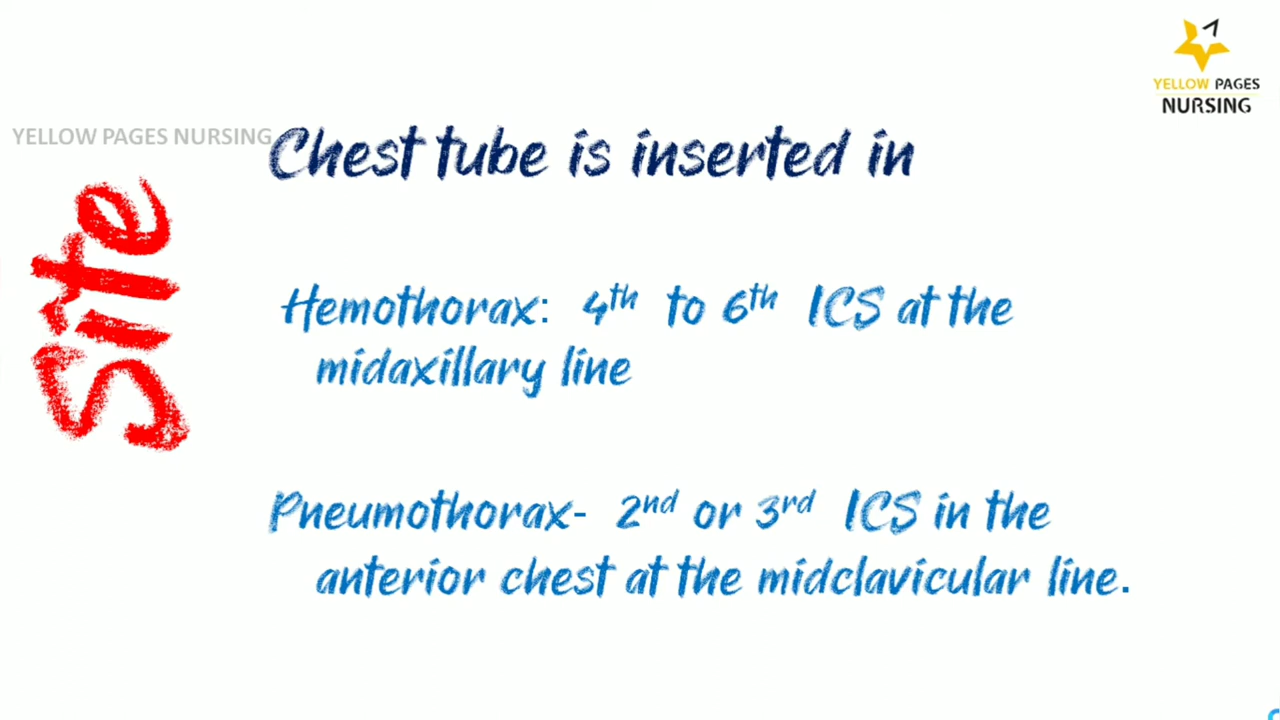 YELLOW PAGES
NURSING
YELLOW PAGES NURSING
Chest tube is inserted in
Site
Hemothorax: 4th to 6th ICS at the
midaxillary line
Pneumothorax- 2nd or 3rd ICS in the
anterior chest at the midclavicular line.